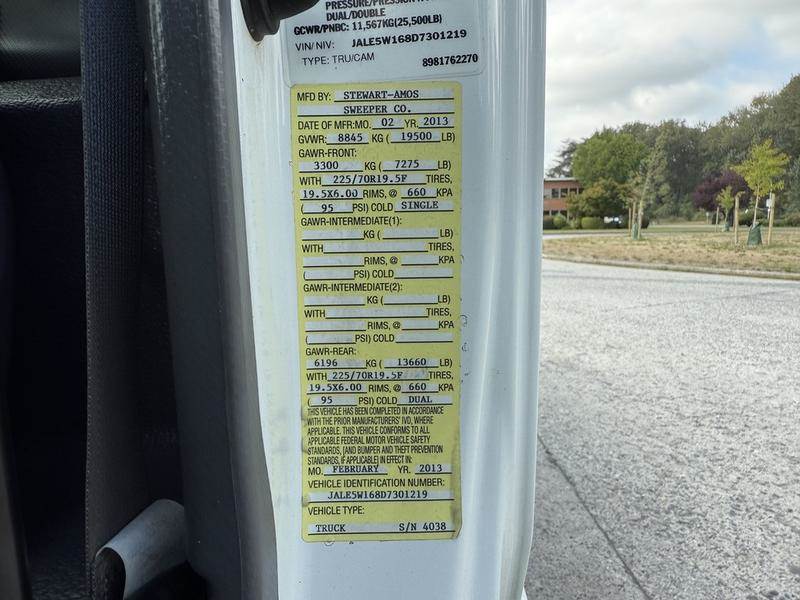 PRESSURE/PRESSION
DUAL/DOUBLE
GCWR/PNBC: 11,567KG(25,500LB)
VIN/ NIV: JALE5W168D7301219
TYPE: TRU/CAM 8981762270
MFD BY: STEWART-AMOS
SWEEPER CO.
DATE OF MFR:MO. 02 YR. 2013
GVWR: 8845 KG ( 19500 LB)
GAWR-FRONT:
3300 KG ( 7275 LB)
WITH 225/70R19.5F TIRES,
19.5X6.00 RIMS, @ 660 KPA
( 95 PSI) COLD SINGLE
GAWR-INTERMEDIATE(1):
KG ( LB)
WITH TIRES,
RIMS, @ KPA
( PSI) COLD
GAWR-INTERMEDIATE(2):
KG ( LB)
WITH TIRES,
RIMS, @ KPA
( PSI) COLD
GAWR-REAR:
6196 KG ( 13660 LB)
WITH 225/70R19.5F TIRES,
19.5X6.00 RIMS, @ 660 KPA
( 95 PSI) COLD DUAL
THIS VEHICLE HAS BEEN COMPLETED IN ACCORDANCE
WITH THE PRIOR MANUFACTURERS' IVD, WHERE
APPLICABLE. THIS VEHICLE CONFORMS TO ALL
APPLICABLE FEDERAL MOTOR VEHICLE SAFETY
STANDARDS, (AND BUMPER AND THEFT PREVENTION
STANDARDS, IF APPLICABLE) IN EFFECT IN:
MO. FEBRUARY YR. 2013
VEHICLE IDENTIFICATION NUMBER:
JALE5W168D7301219
VEHICLE TYPE:
TRUCK S/N 4038